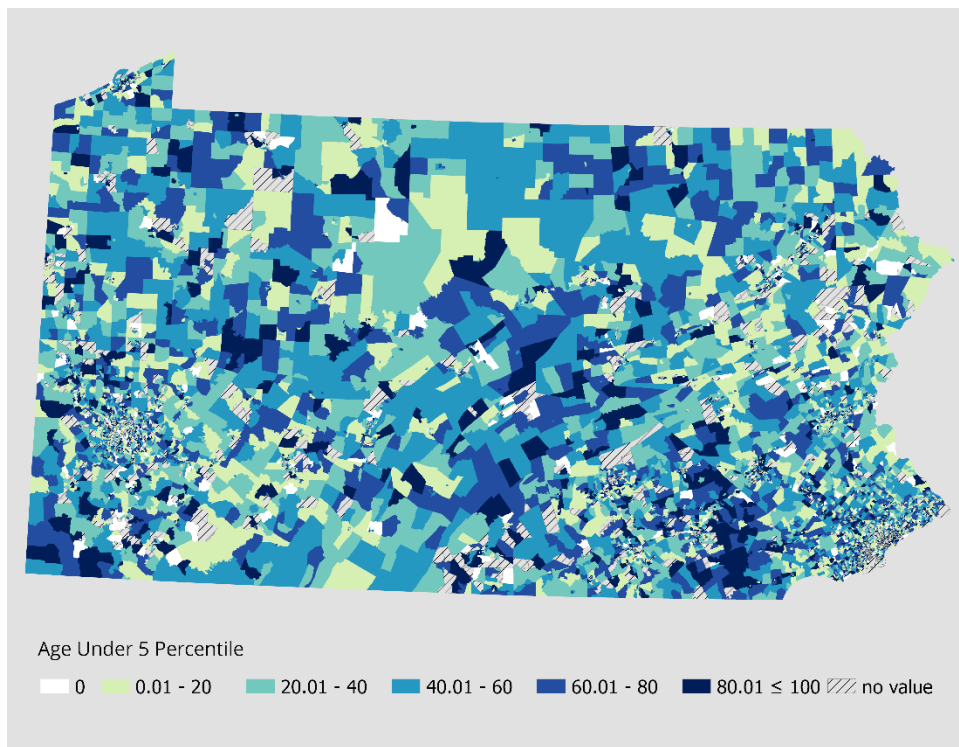 Age Under 5 Percentile
0 0.01 - 20 20.01 - 40 40.01 - 60 60.01 - 80 80.01 ≤ 100 no value